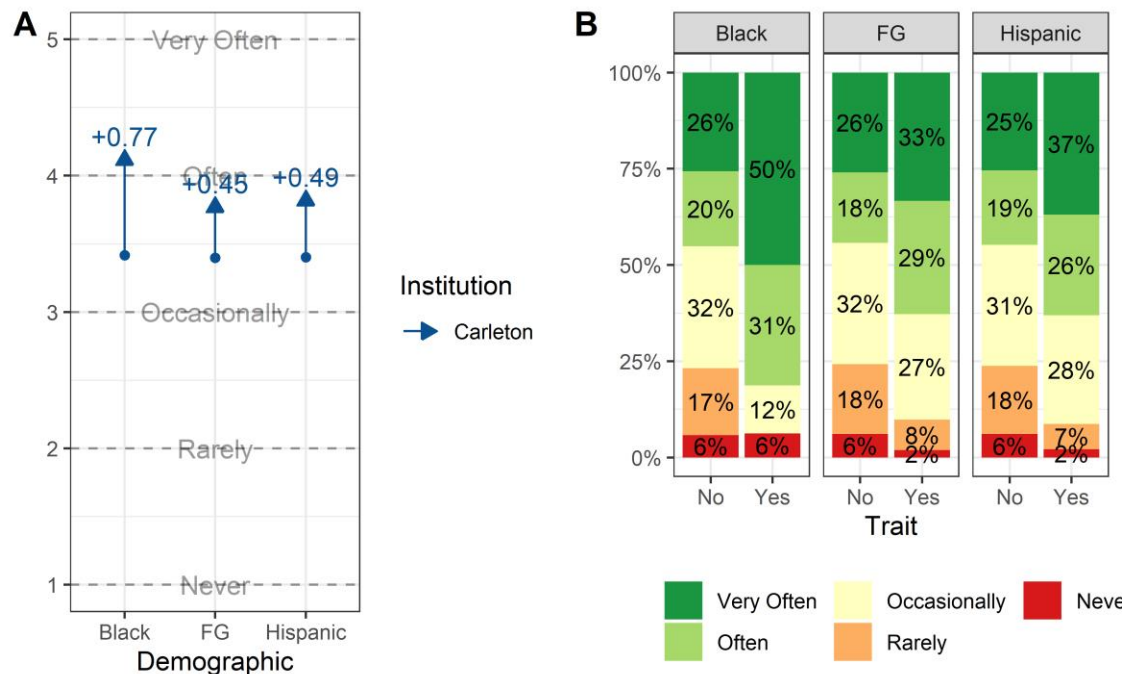 A
5
4
3
2
1
Very Often
Often
Occasionally
Rarely
Never
+0.77
+0.45
+0.49
Black FG Hispanic
Demographic
Institution
Carleton
B
Black FG Hispanic
100%
75%
50%
25%
0%
26% 50% 26% 33% 25% 37%
20% 31% 18% 29% 19% 26%
32% 12% 32% 27% 31% 28%
17% 18% 8% 18% 7%
6% 6% 6% 2% 6% 2%
No Yes No Yes No Yes
Trait
Very Often Occasionally Neve
Often Rarely